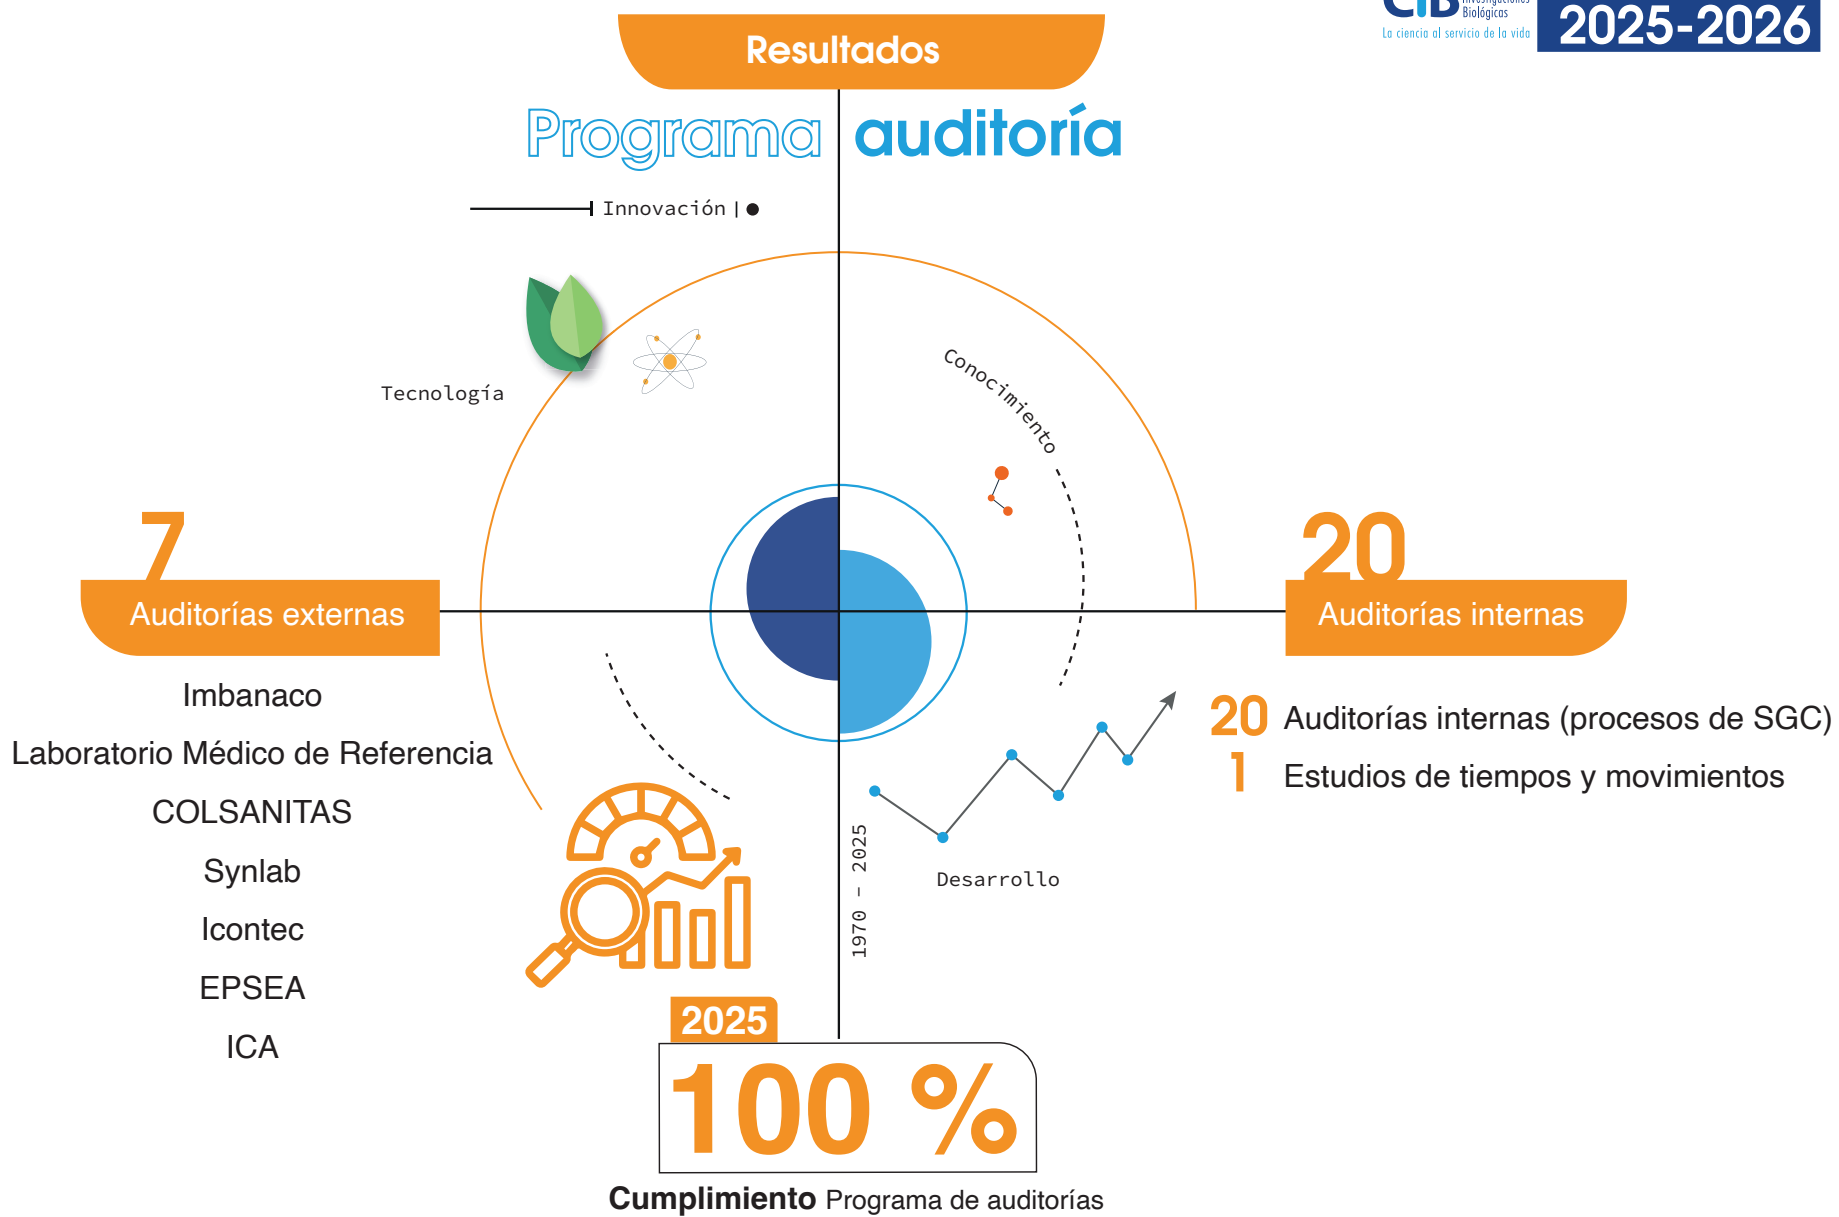 CIB
Investigaciones
Biológicas
La ciencia al servicio de la vida
2025-2026
Resultados
Programa auditoría
Innovación
Tecnología
Conocimiento
7
Auditorías externas
Imbanaco
Laboratorio Médico de Referencia
COLSANITAS
Synlab
Icontec
EPSEA
ICA
20
Auditorías internas
20 Auditorías internas (procesos de SGC)
1 Estudios de tiempos y movimientos
1970 - 2025
Desarrollo
2025
100 %
Cumplimiento Programa de auditorías